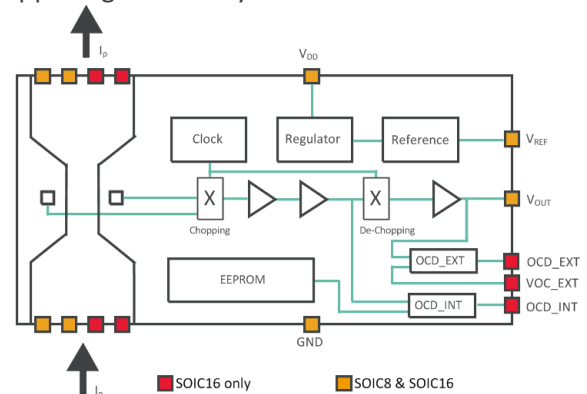 Ip
VDD
Clock
Regulator
Reference
VREF
X
X
VOUT
Chopping
De-Chopping
OCD_EXT
OCD_EXT
VOC_EXT
EEPROM
OCD_INT
OCD_INT
GND
SOIC16 only
SOIC8 & SOIC16